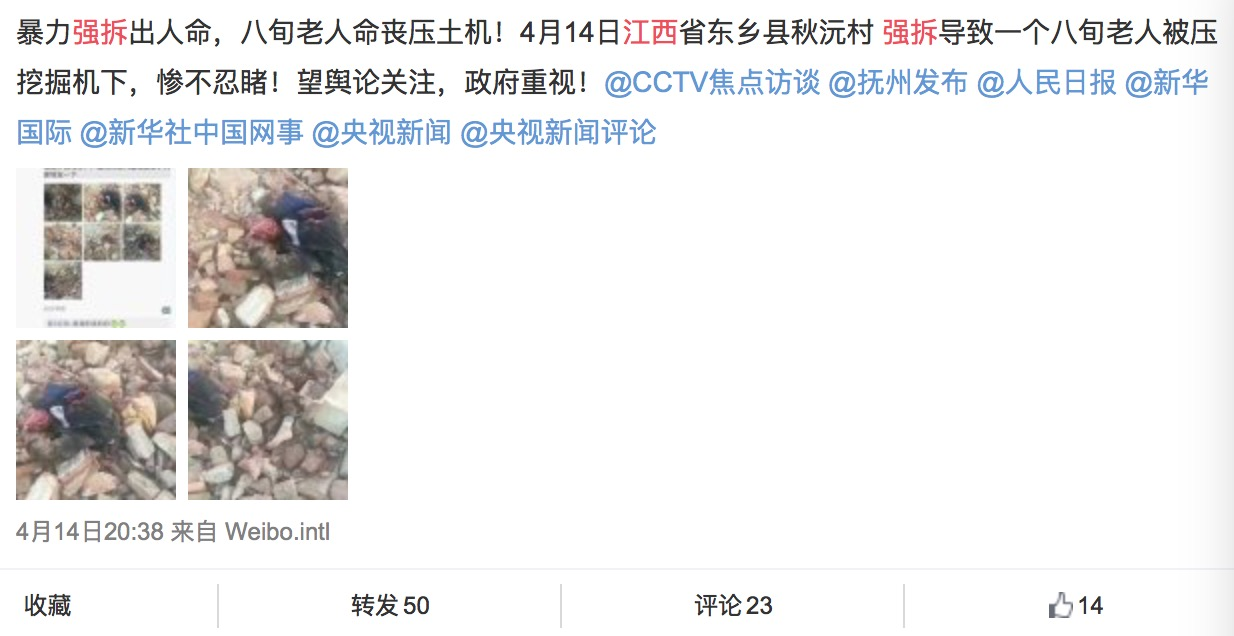 暴力强拆出人命，八旬老人命丧压土机！4月14日江西省东乡县秋沅村 强拆导致一个八旬老人被压
挖掘机下，惨不忍睹！望舆论关注，政府重视！@CCTV焦点访谈 @抚州发布 @人民日报 @新华
国际 @新华社中国网事 @央视新闻 @央视新闻评论
4月14日20:38 来自 Weibo.intl
收藏 转发50 评论23 14